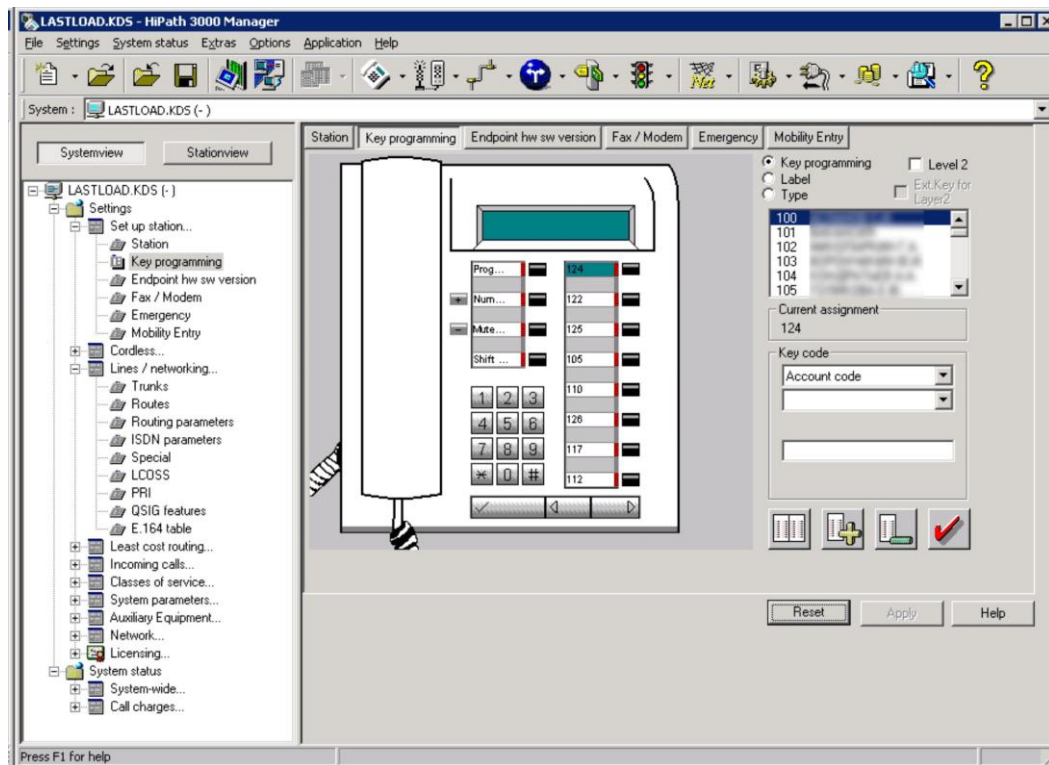 LASTLOAD.KDS - HiPath 3000 Manager
File Settings System status Extras Options Application Help
Net
System : LASTLOAD.KDS (- )
Systemview Stationview
LASTLOAD.KDS (- )
Settings
Set up station...
Station
Key programming
Endpoint hw sw version
Fax / Modem
Emergency
Mobility Entry
Cordless...
Lines / networking...
Trunks
Routes
Routing parameters
ISDN parameters
Special
LCOSS
PRI
QSIG features
E.164 table
Least cost routing...
Incoming calls...
Classes of service...
System parameters...
Auxiliary Equipment...
Network...
Licensing...
System status
System-wide...
Call charges...
Station Key programming Endpoint hw sw version Fax / Modem Emergency Mobility Entry
Prog... 124
+ Num... 122
- Mute... 125
Shift ... 105
110
126
117
112
1 2 3
4 5 6
7 8 9
* 0 #
Key programming Level 2
Label Ext.Key for
Type Layer2
100
101
102
103
104
105
Current assignment
124
Key code
Account code
Reset Apply Help
Press F1 for help